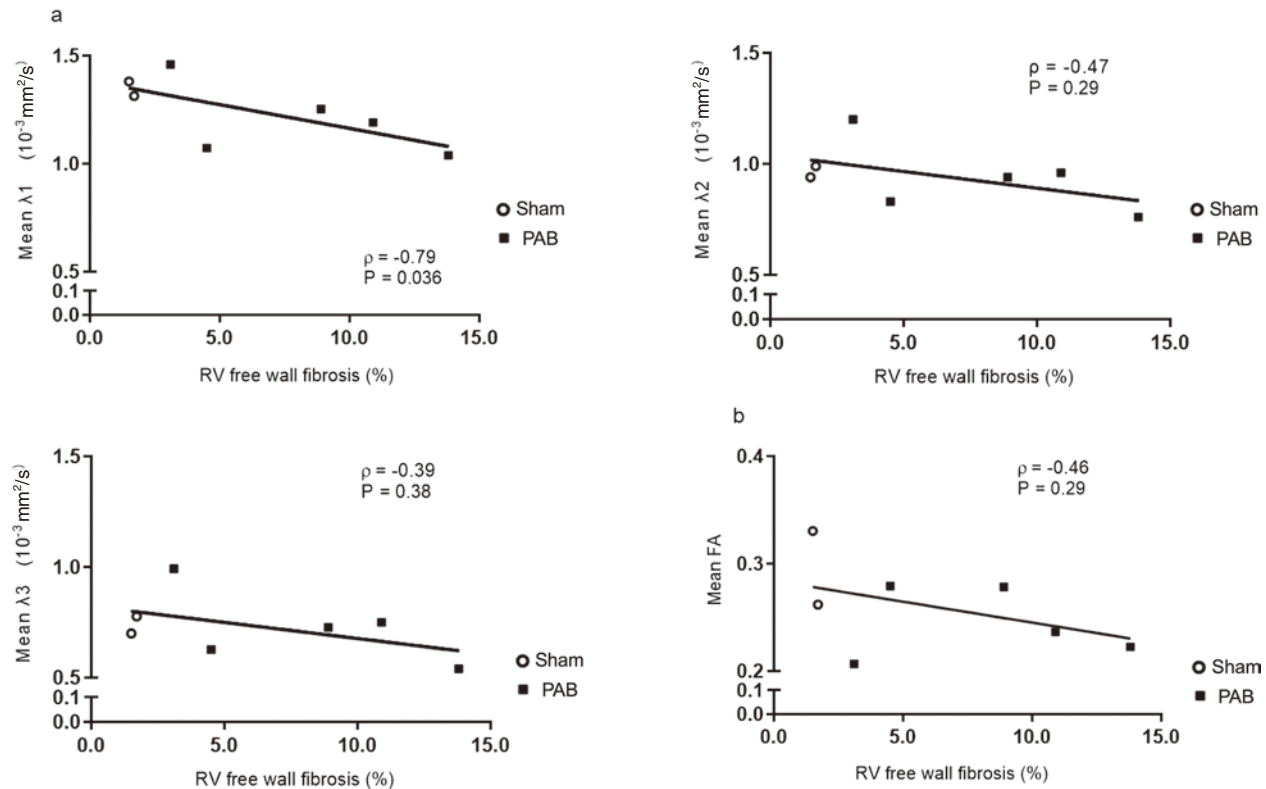 a
Mean λ1 (10⁻³mm²/s)
1.5
1.0
0.5
0.1
0.0
0.0 5.0 10.0 15.0
RV free wall fibrosis (%)
ρ = -0.79
P = 0.036
Sham
PAB
Mean λ2 (10⁻³mm²/s)
1.5
1.0
0.5
0.1
0.0
0.0 5.0 10.0 15.0
RV free wall fibrosis (%)
ρ = -0.47
P = 0.29
Sham
PAB
Mean λ3 (10⁻³mm²/s)
1.5
1.0
0.5
0.1
0.0
0.0 5.0 10.0 15.0
RV free wall fibrosis (%)
ρ = -0.39
P = 0.38
Sham
PAB
b
Mean FA
0.4
0.3
0.2
0.1
0.0
0.0 5.0 10.0 15.0
RV free wall fibrosis (%)
ρ = -0.46
P = 0.29
Sham
PAB